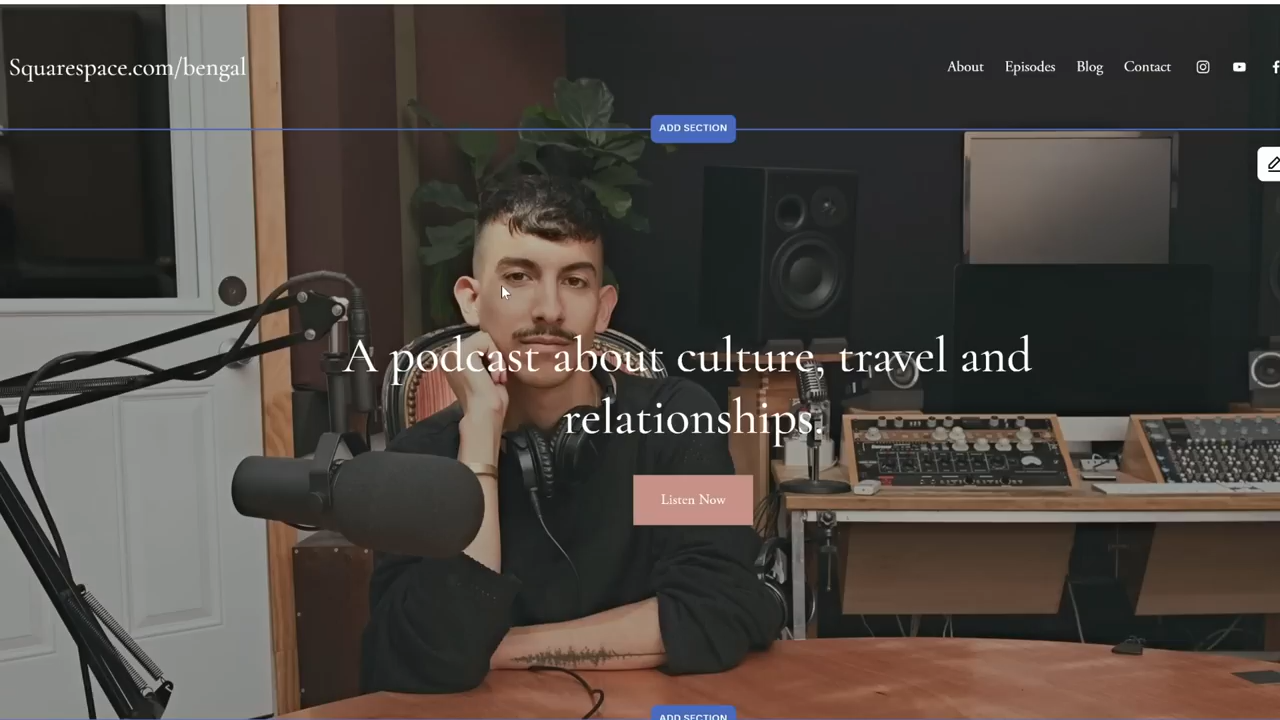 Squarespace.com/bengal
About Episodes Blog Contact
ADD SECTION
A podcast about culture, travel and
relationships.
Listen Now
ADD SECTION